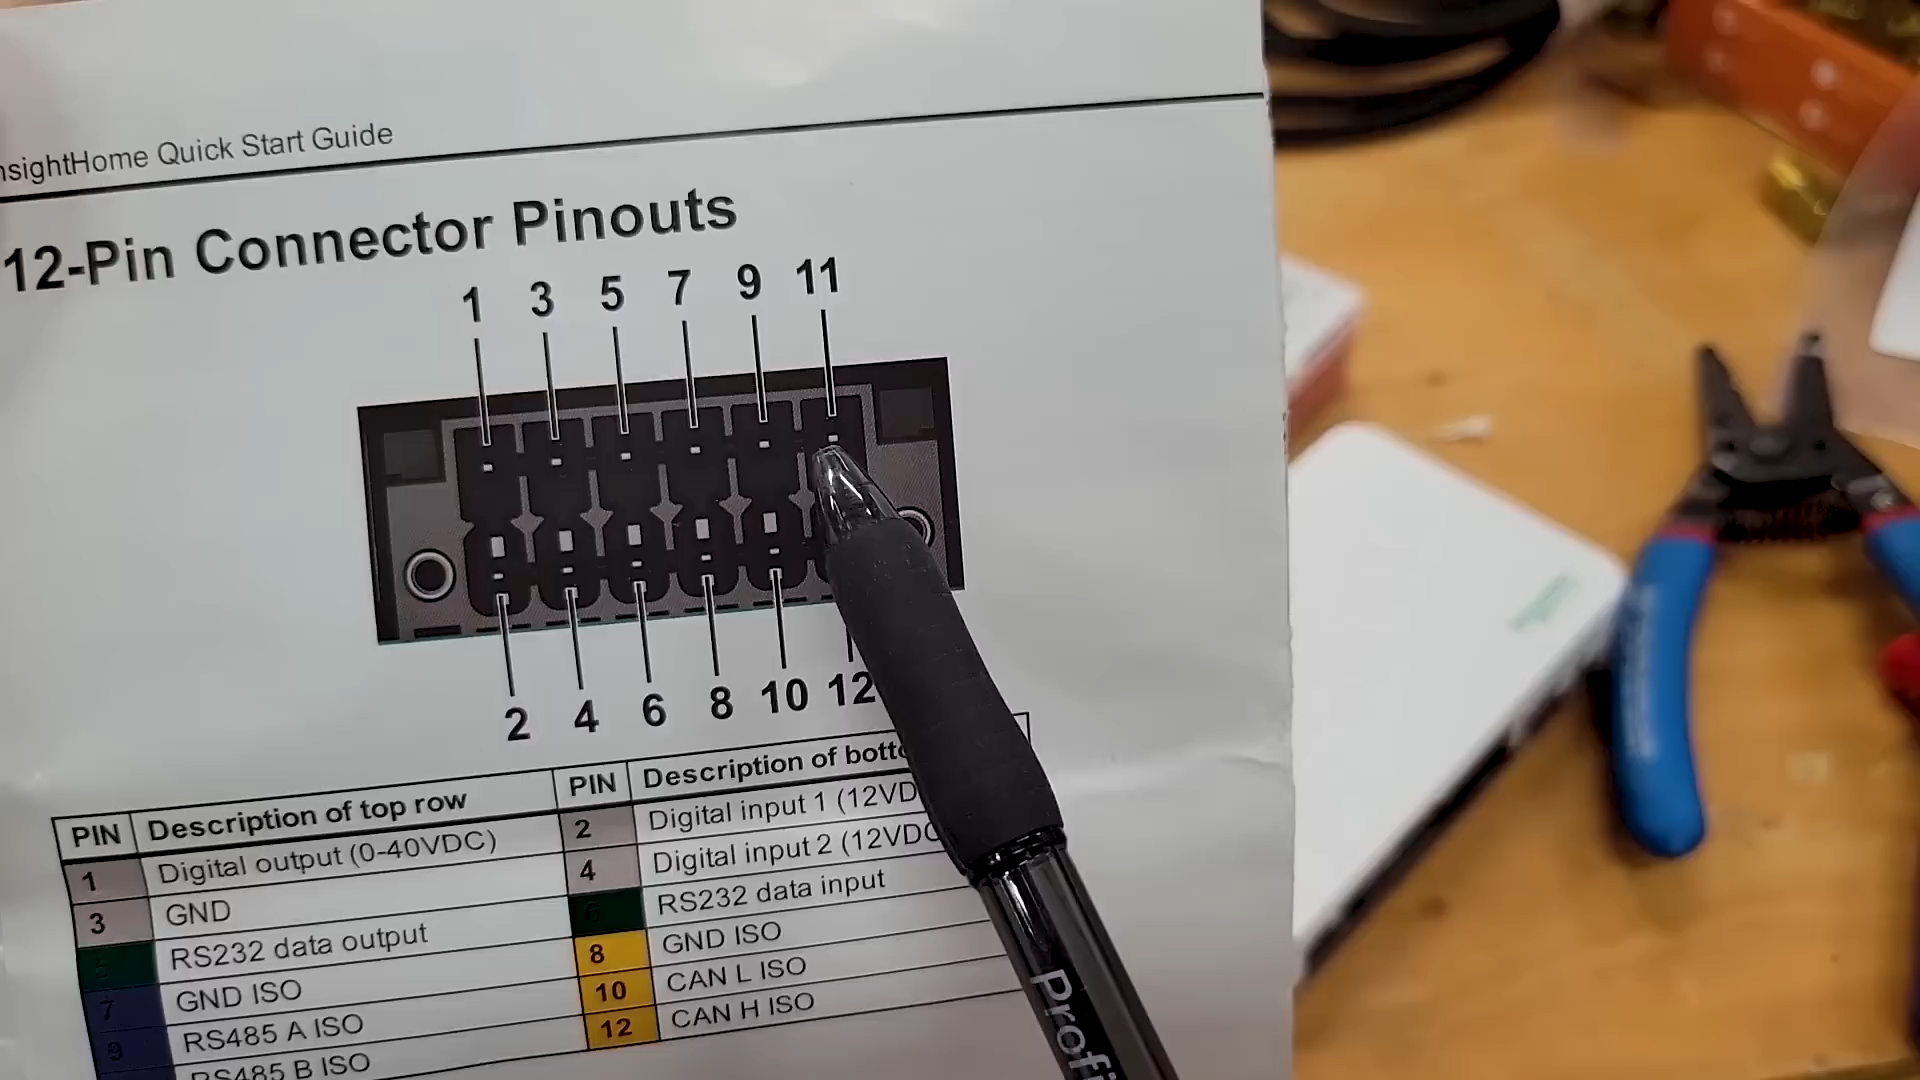 nsightHome Quick Start Guide
12-Pin Connector Pinouts
1 3 5 7 9 11
2 4 6 8 10 12
PIN Description of top row PIN Description of botto
1 Digital output (0-40VDC) 2 Digital input 1 (12VD
3 GND 4 Digital input 2 (12VDC
5 RS232 data output 6 RS232 data input
7 GND ISO 8 GND ISO
9 RS485 A ISO 10 CAN L ISO
RS485 B ISO 12 CAN H ISO
Profi